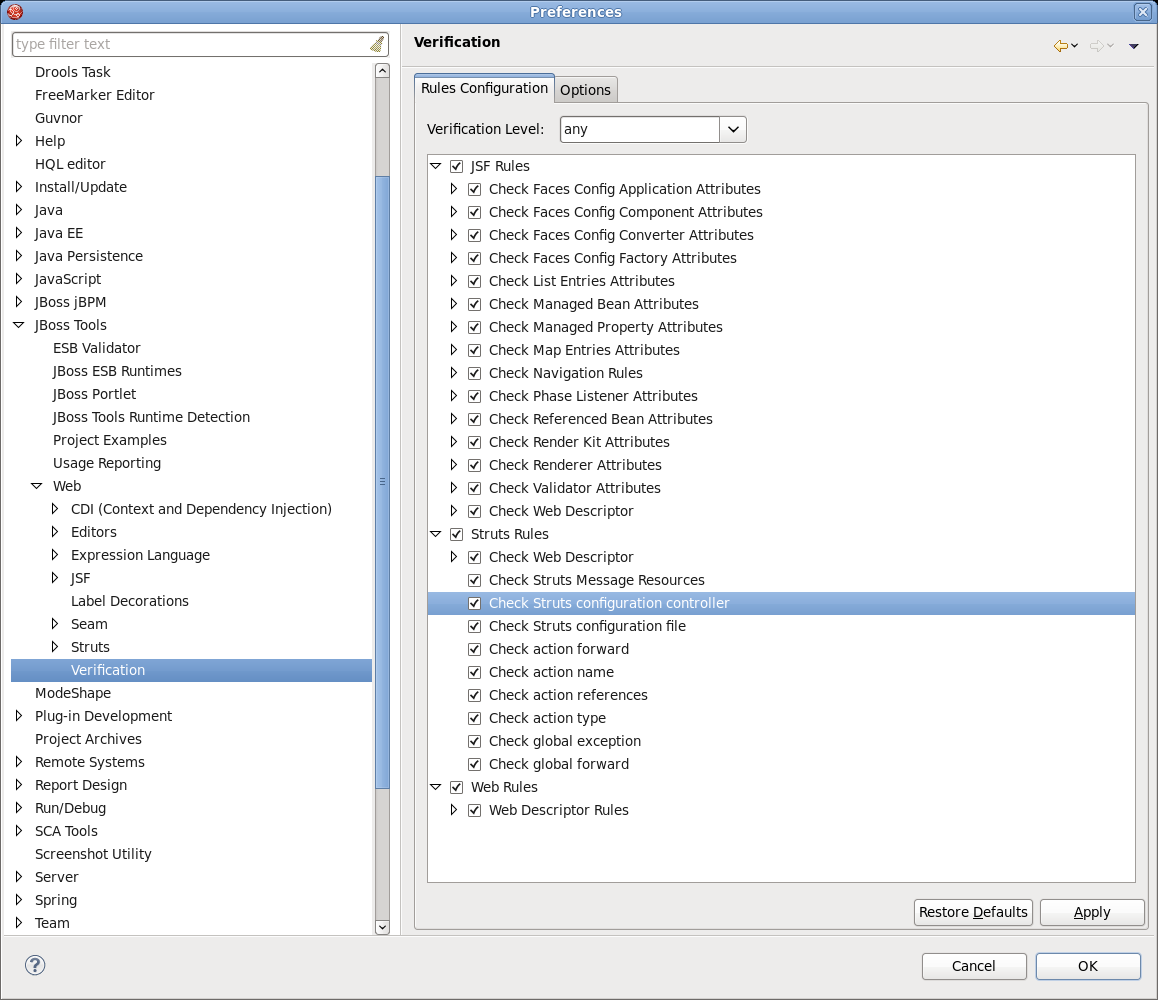 Preferences
type filter text
Drools Task
FreeMarker Editor
Guvnor
Help
HQL editor
Install/Update
Java
Java EE
Java Persistence
JavaScript
JBoss jBPM
JBoss Tools
ESB Validator
JBoss ESB Runtimes
JBoss Portlet
JBoss Tools Runtime Detection
Project Examples
Usage Reporting
Web
CDI (Context and Dependency Injection)
Editors
Expression Language
JSF
Label Decorations
Seam
Struts
Verification
ModeShape
Plug-in Development
Project Archives
Remote Systems
Report Design
Run/Debug
SCA Tools
Screenshot Utility
Server
Spring
Team
Verification
Rules Configuration
Options
Verification Level:
any
JSF Rules
Check Faces Config Application Attributes
Check Faces Config Component Attributes
Check Faces Config Converter Attributes
Check Faces Config Factory Attributes
Check List Entries Attributes
Check Managed Bean Attributes
Check Managed Property Attributes
Check Map Entries Attributes
Check Navigation Rules
Check Phase Listener Attributes
Check Referenced Bean Attributes
Check Render Kit Attributes
Check Renderer Attributes
Check Validator Attributes
Check Web Descriptor
Struts Rules
Check Web Descriptor
Check Struts Message Resources
Check Struts configuration controller
Check Struts configuration file
Check action forward
Check action name
Check action references
Check action type
Check global exception
Check global forward
Web Rules
Web Descriptor Rules
Restore Defaults
Apply
?
Cancel
OK